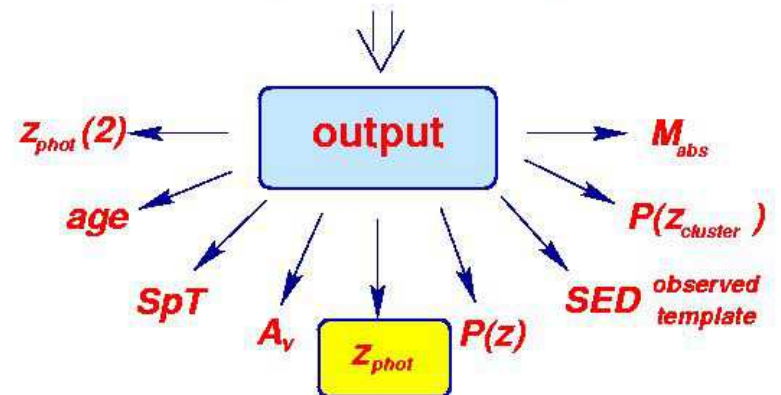 output
z_phot (2)
M_abs
age
P(z_cluster )
SpT
SED observed
template
A_v
z_phot
P(z)